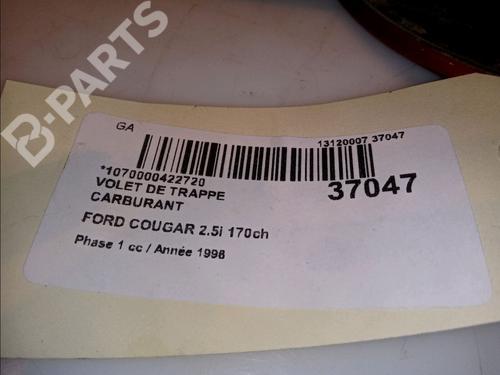 B-PARTS
GA
13120007 37047
*1070000422720
37047
VOLET DE TRAPPE
CARBURANT
FORD COUGAR 2.5i 170ch
Phase 1 cc / Année 1998